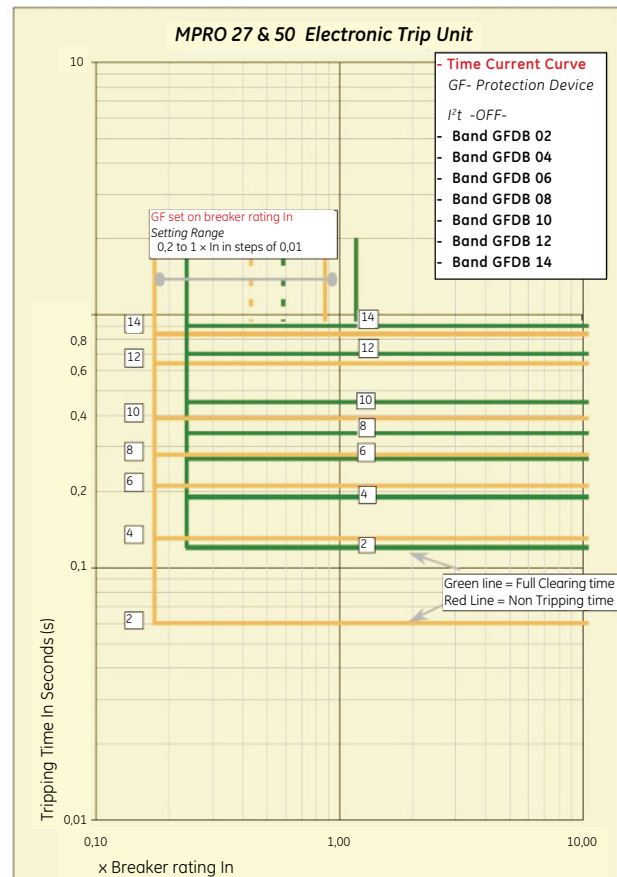 MPRO 27 & 50 Electronic Trip Unit
10
- Time Current Curve
GF- Protection Device
I²t -OFF-
- Band GFDB 02
- Band GFDB 04
- Band GFDB 06
- Band GFDB 08
- Band GFDB 10
- Band GFDB 12
- Band GFDB 14
GF set on breaker rating In
Setting Range
0,2 to 1 × In in steps of 0,01
14
14
0,8
12
12
0,6
10
10
0,4
8
8
6
6
0,2
4
4
2
0,1
Green line = Full Clearing time
Red Line = Non Tripping time
2
Tripping Time In Seconds (s)
0,01
0,10
1,00
10,00
x Breaker rating In